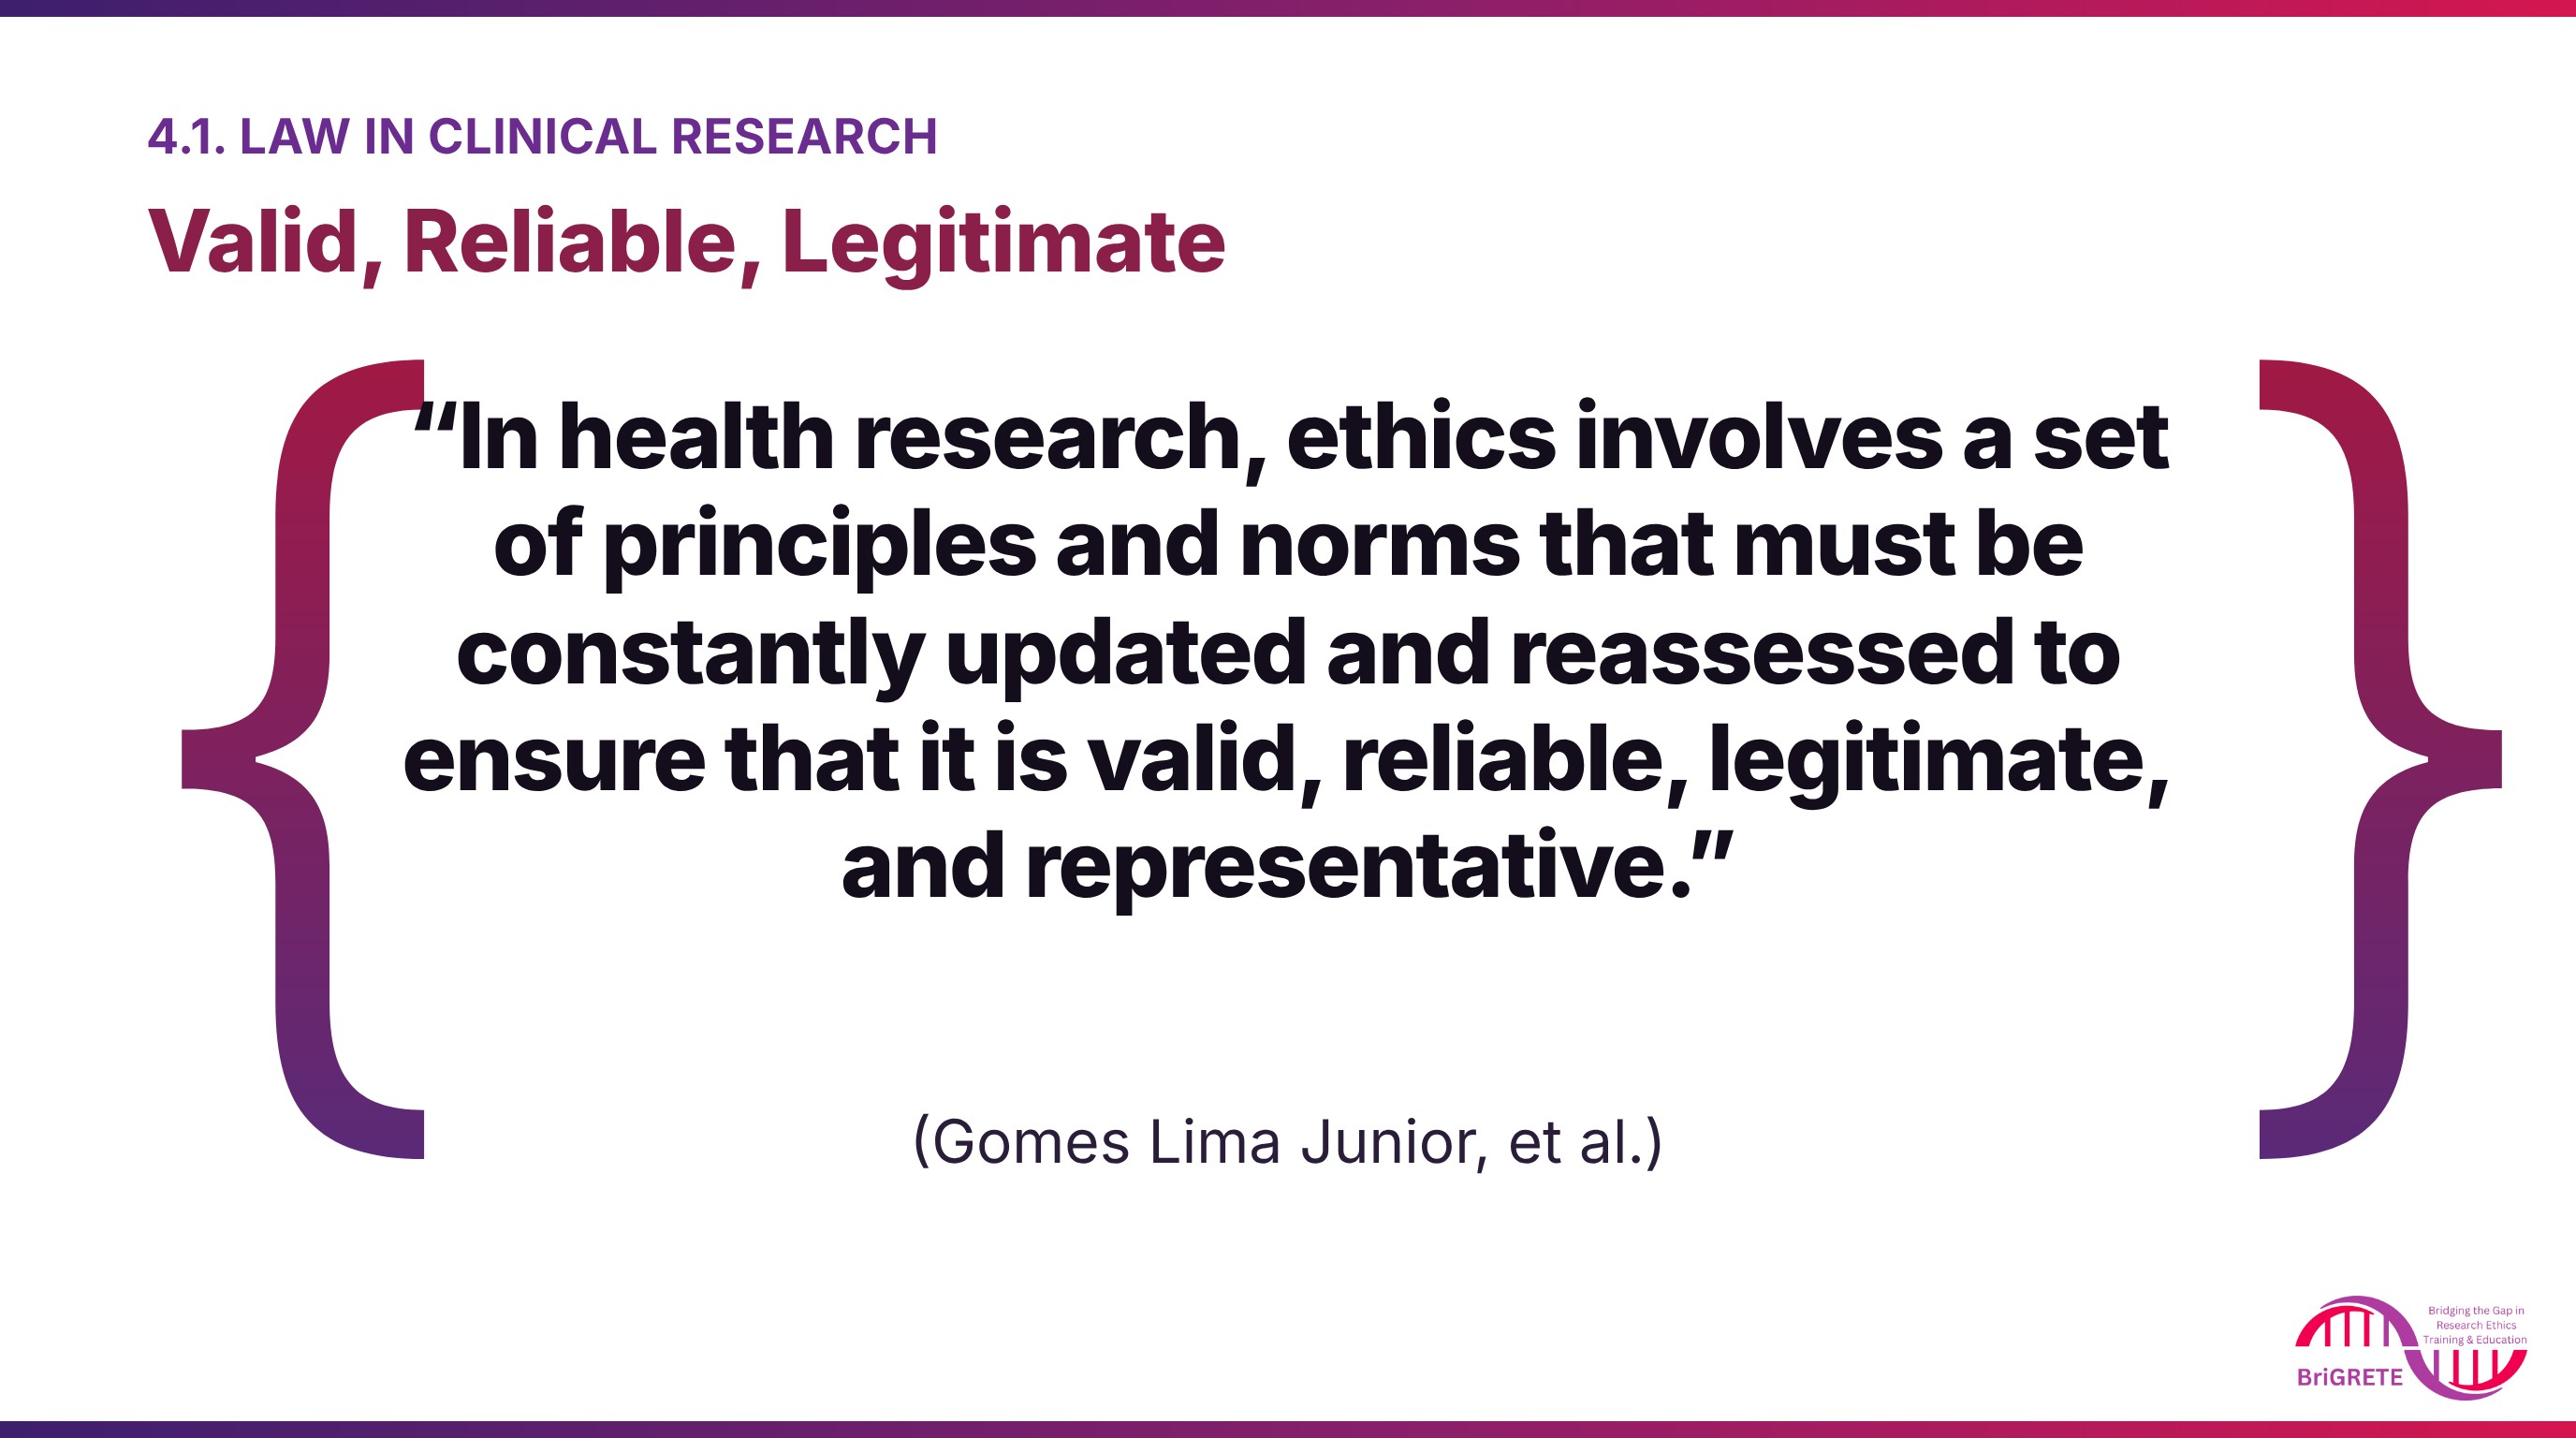 4.1. LAW IN CLINICAL RESEARCH
Valid, Reliable, Legitimate
“In health research, ethics involves a set
of principles and norms that must be
constantly updated and reassessed to
ensure that it is valid, reliable, legitimate,
and representative.”
(Gomes Lima Junior, et al.)
Bridging the Gap in
Research Ethics
Training & Education
BriGRETE